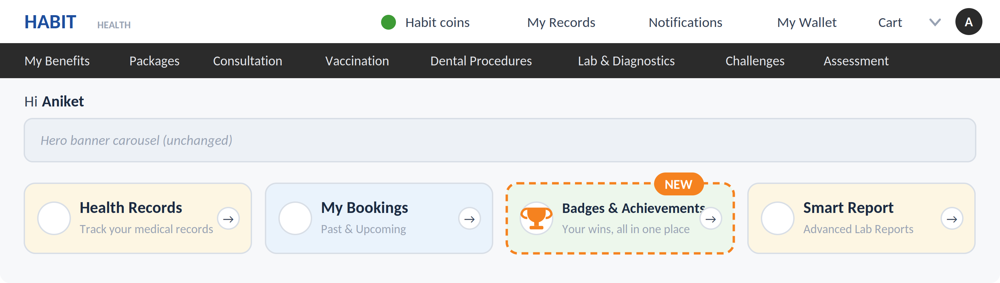 HABIT HEALTH Habit coins My Records Notifications My Wallet Cart A
My Benefits Packages Consultation Vaccination Dental Procedures Lab & Diagnostics Challenges Assessment
Hi Aniket
Hero banner carousel (unchanged)
Health Records
Track your medical records
→
My Bookings
Past & Upcoming
→
NEW
Badges & Achievements
Your wins, all in one place
→
Smart Report
Advanced Lab Reports
→